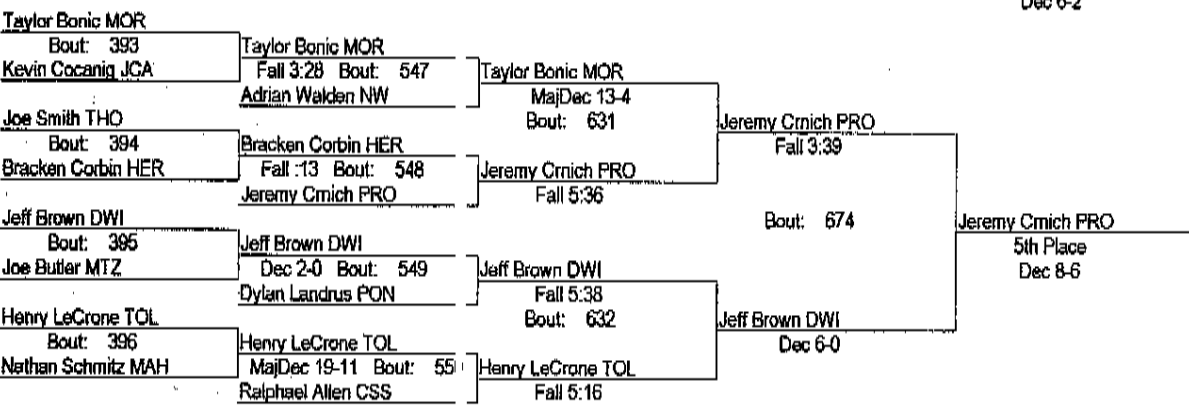 Dec 6-2
Taylor Bonic MOR
Bout: 393
Kevin Cocanig JCA
Joe Smith THO
Bout: 394
Bracken Corbin HER
Jeff Brown DWI
Bout: 395
Joe Butler MTZ
Henry LeCrone TOL
Bout: 396
Nathan Schmitz MAH
Taylor Bonic MOR
Fall 3:28 Bout: 547
Adrian Walden NW
Bracken Corbin HER
Fall :13 Bout: 548
Jeremy Crnich PRO
Jeff Brown DWI
Dec 2-0 Bout: 549
Dylan Landrus PON
Henry LeCrone TOL
MajDec 19-11 Bout: 55
Ralphael Allen CSS
Taylor Bonic MOR
MajDec 13-4
Bout: 631
Jeremy Crnich PRO
Fall 5:36
Jeff Brown DWI
Fall 5:38
Bout: 632
Henry LeCrone TOL
Fall 5:16
Jeremy Crnich PRO
Fall 3:39
Bout: 674
Jeff Brown DWI
Dec 6-0
Jeremy Crnich PRO
5th Place
Dec 8-6